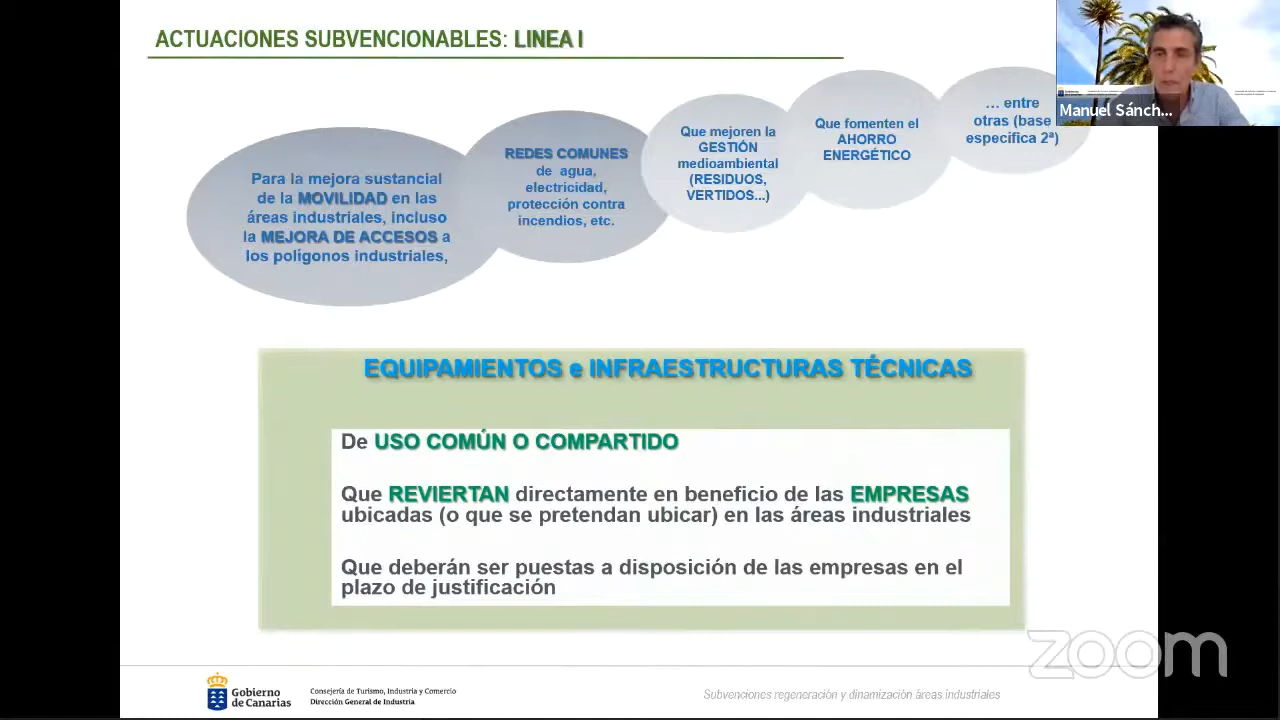 ACTUACIONES SUBVENCIONABLES: LINEA I
Para la mejora sustancial
de la MOVILIDAD en las
áreas industriales, incluso
la MEJORA DE ACCESOS a
los polígonos industriales,
REDES COMUNES
de agua,
electricidad,
protección contra
incendios, etc.
Que mejoren la
GESTIÓN
medioambiental
(RESIDUOS,
VERTIDOS...)
Que fomenten el
AHORRO
ENERGÉTICO
... entre
otras (base
específica 2ª)
Manuel Sánch...
EQUIPAMIENTOS e INFRAESTRUCTURAS TÉCNICAS
De USO COMÚN O COMPARTIDO
Que REVIERTAN directamente en beneficio de las EMPRESAS
ubicadas (o que se pretendan ubicar) en las áreas industriales
Que deberán ser puestas a disposición de las empresas en el
plazo de justificación
zoom
Gobierno
de Canarias
Consejería de Turismo, Industria y Comercio
Dirección General de Industria
Subvenciones regeneración y dinamización áreas industriales